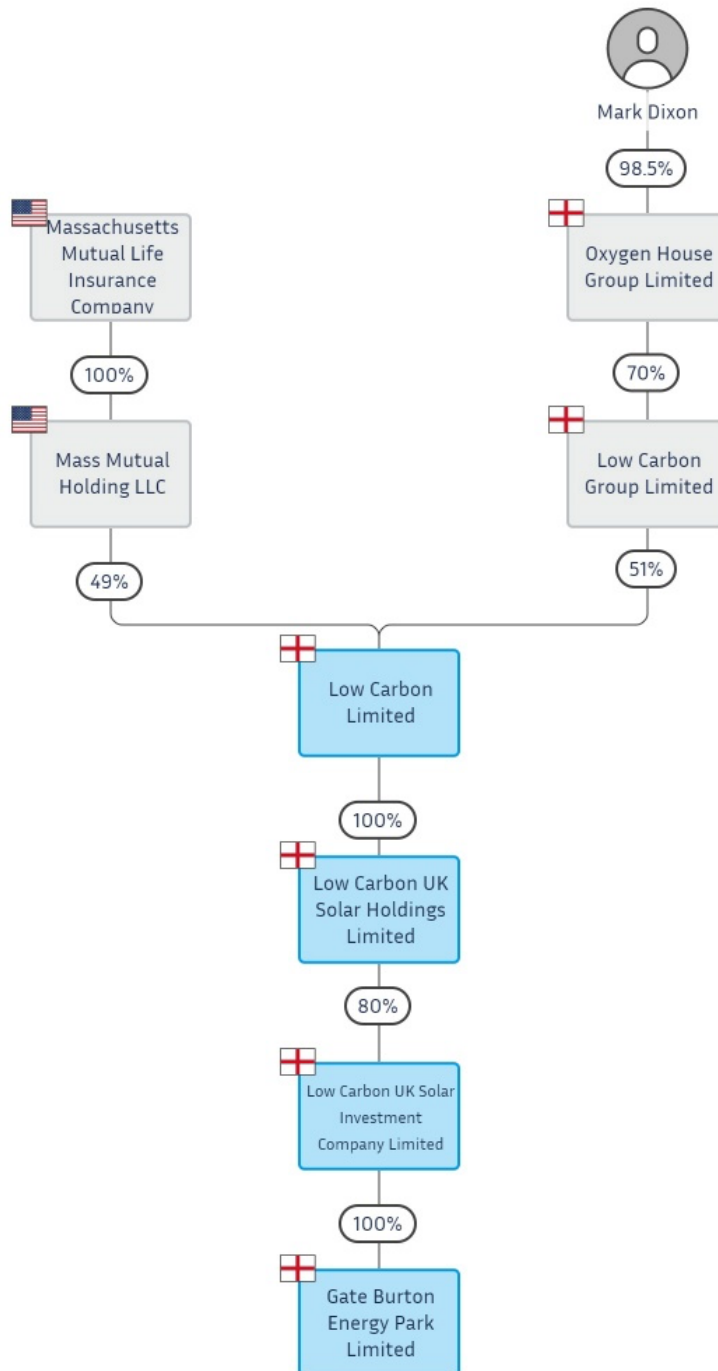 Mark Dixon
98.5%
Massachusetts
Mutual Life
Insurance
Company
Oxygen House
Group Limited
100%
70%
Mass Mutual
Holding LLC
Low Carbon
Group Limited
49%
51%
Low Carbon
Limited
100%
Low Carbon UK
Solar Holdings
Limited
80%
Low Carbon UK Solar
Investment
Company Limited
100%
Gate Burton
Energy Park
Limited